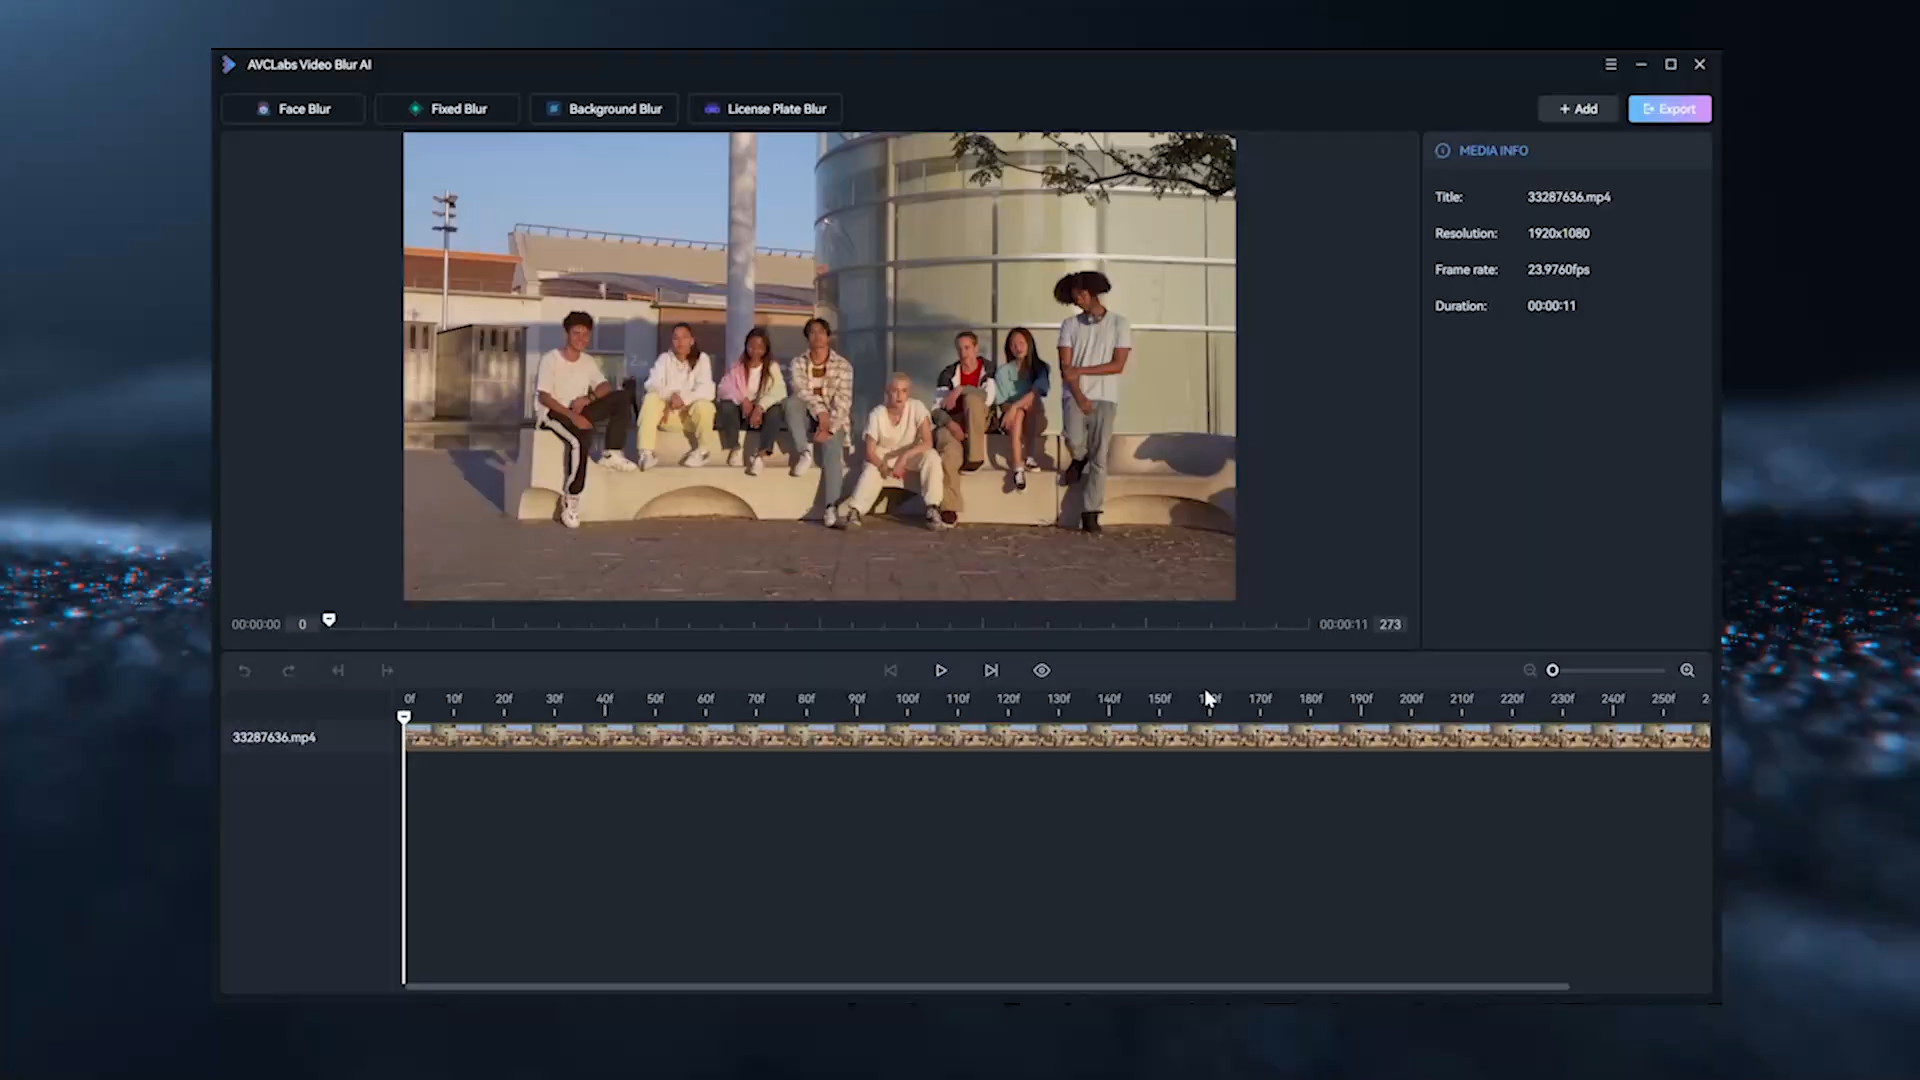 AVCLabs Video Blur AI
Face Blur
Fixed Blur
Background Blur
License Plate Blur
+ Add
Export
MEDIA INFO
Title: 33287636.mp4
Resolution: 1920x1080
Frame rate: 23.9760fps
Duration: 00:00:11
00:00:00 0
00:00:11 273
0f 10f 20f 30f 40f 50f 60f 70f 80f 90f 100f 110f 120f 130f 140f 150f 170f 180f 190f 200f 210f 220f 230f 240f 250f
33287636.mp4